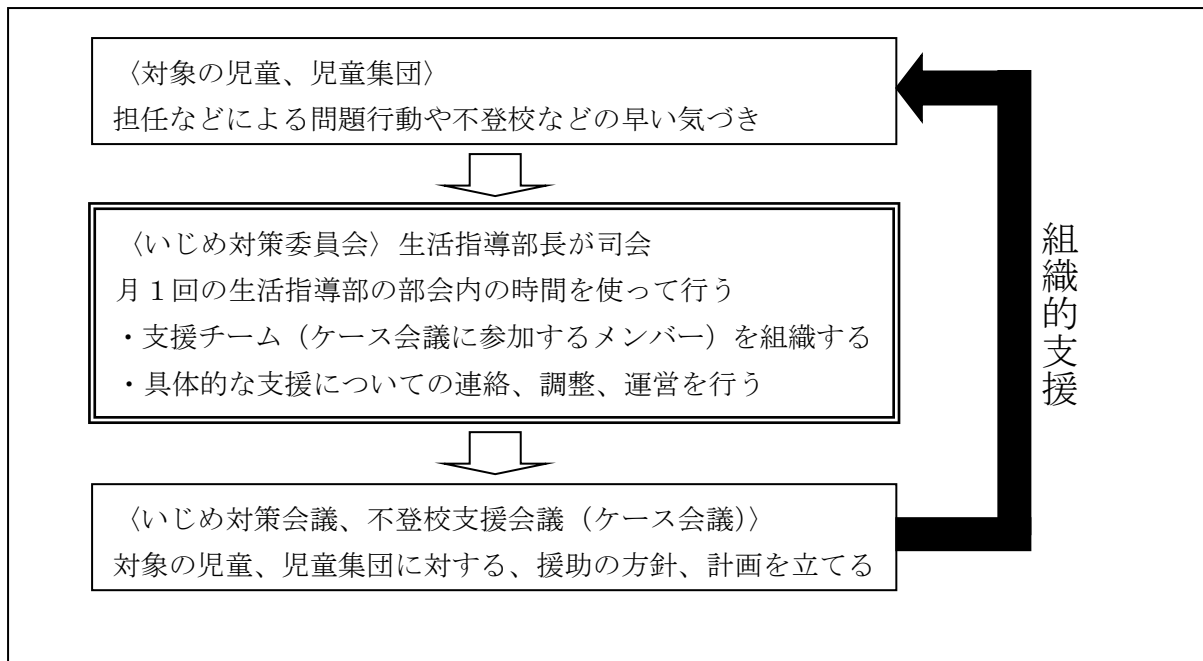 〈対象の児童、児童集団〉
担任などによる問題行動や不登校などの早い気づき
〈いじめ対策委員会〉生活指導部長が司会
月1回の生活指導部の部会内の時間を使って行う
・支援チーム（ケース会議に参加するメンバー）を組織する
・具体的な支援についての連絡、調整、運営を行う
〈いじめ対策会議、不登校支援会議（ケース会議）〉
対象の児童、児童集団に対する、援助の方針、計画を立てる
組織的支援